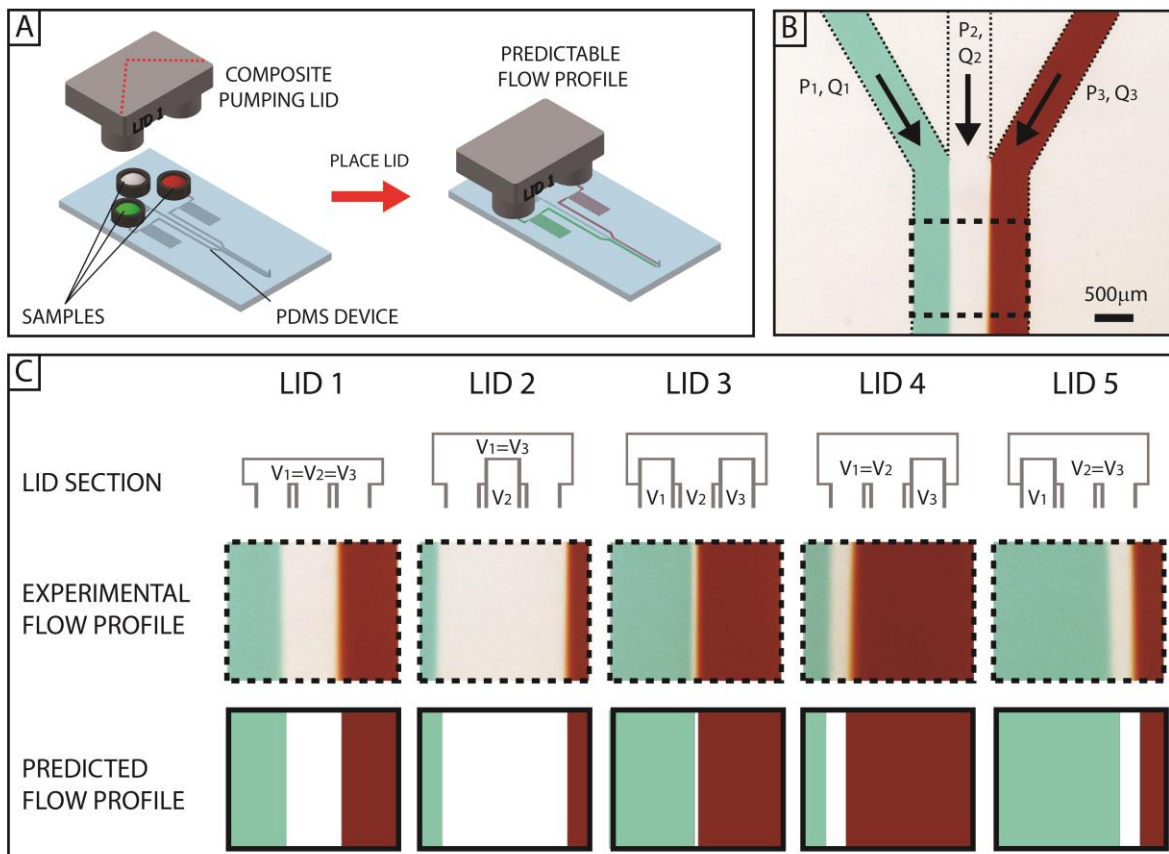 A
COMPOSITE
PUMPING LID
LID 1
SAMPLES
PDMS DEVICE
PLACE LID
PREDICTABLE
FLOW PROFILE
LID 1
B
P1, Q1
P2,
Q2
P3, Q3
500μm
C
LID 1 LID 2 LID 3 LID 4 LID 5
LID SECTION
V1=V2=V3
V1=V3
V2
V1 V2 V3
V1=V2
V3
V2=V3
V1
EXPERIMENTAL
FLOW PROFILE
PREDICTED
FLOW PROFILE